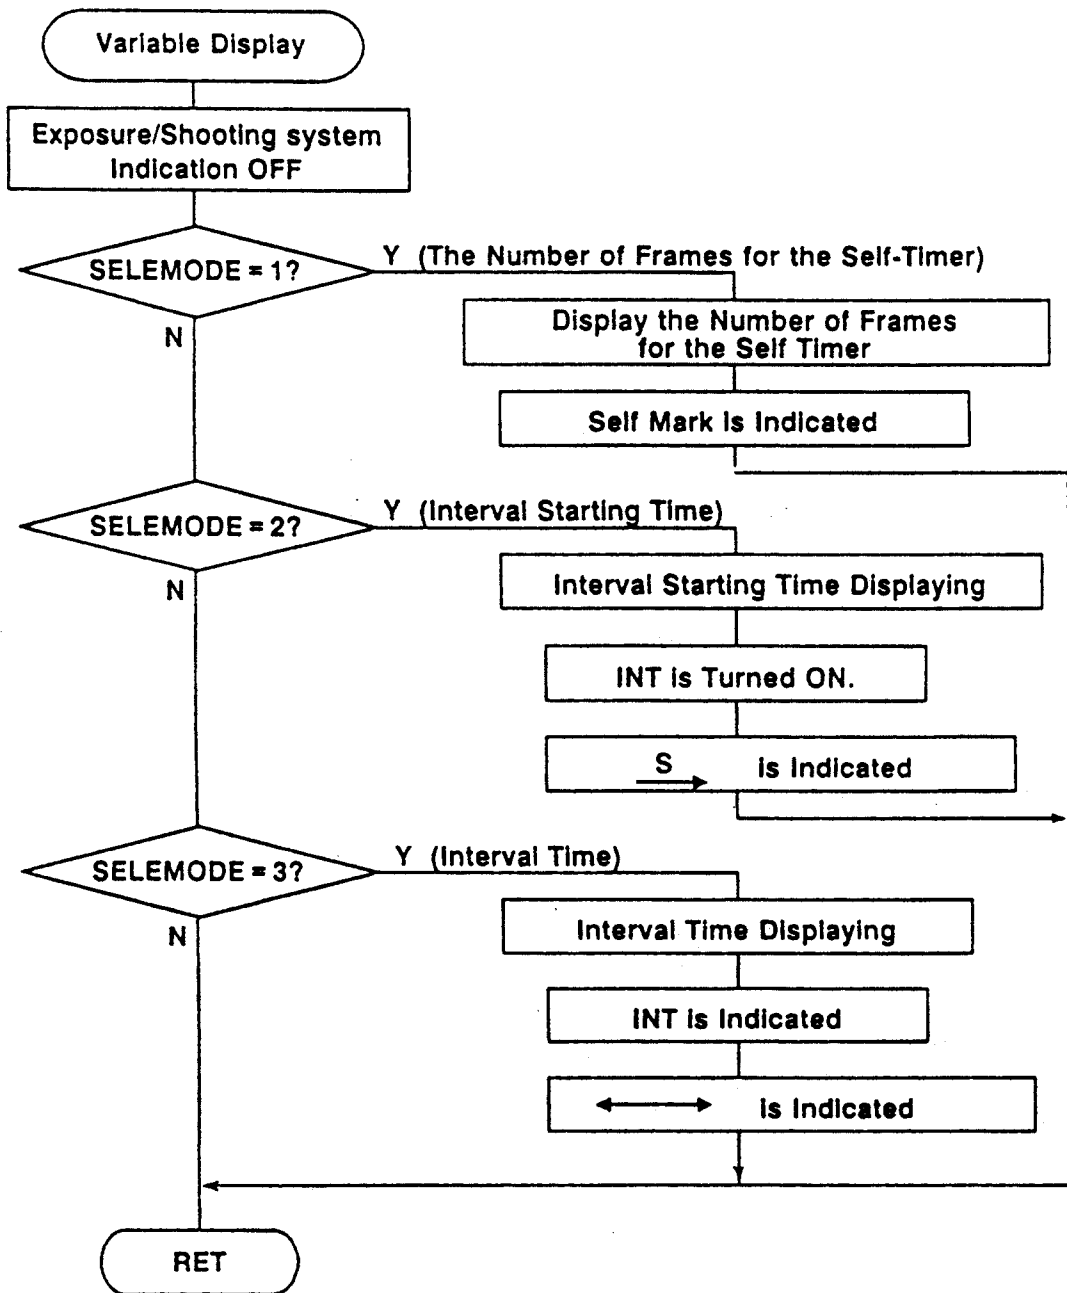 Variable Display
Exposure/Shooting system
Indication OFF
SELEMODE = 1?
Y (The Number of Frames for the Self-Timer)
N
Display the Number of Frames
for the Self Timer
Self Mark is Indicated
SELEMODE = 2?
Y (Interval Starting Time)
N
Interval Starting Time Displaying
INT is Turned ON.
S is Indicated
SELEMODE = 3?
Y (Interval Time)
N
Interval Time Displaying
INT is Indicated
is Indicated
RET